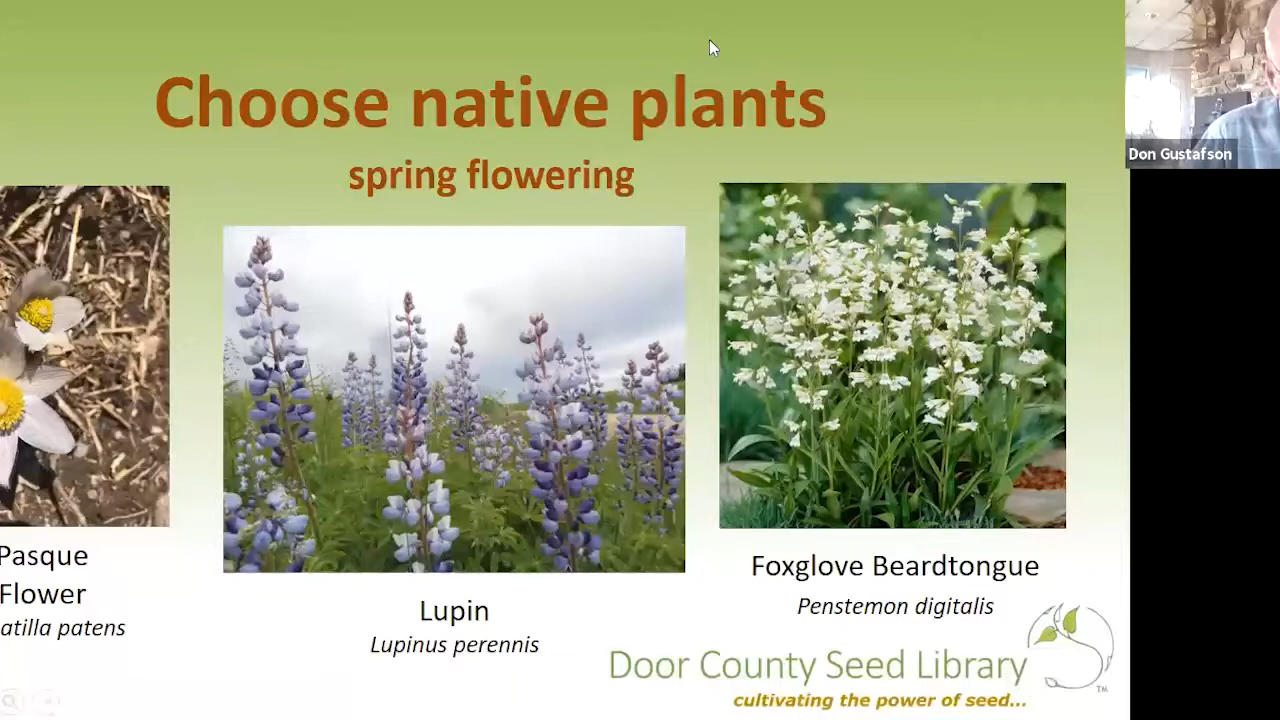 Choose native plants
spring flowering
Don Gustafson
Pasque
Flower
atilla patens
Lupin
Lupinus perennis
Foxglove Beardtongue
Penstemon digitalis
Door County Seed Library
TM
cultivating the power of seed...